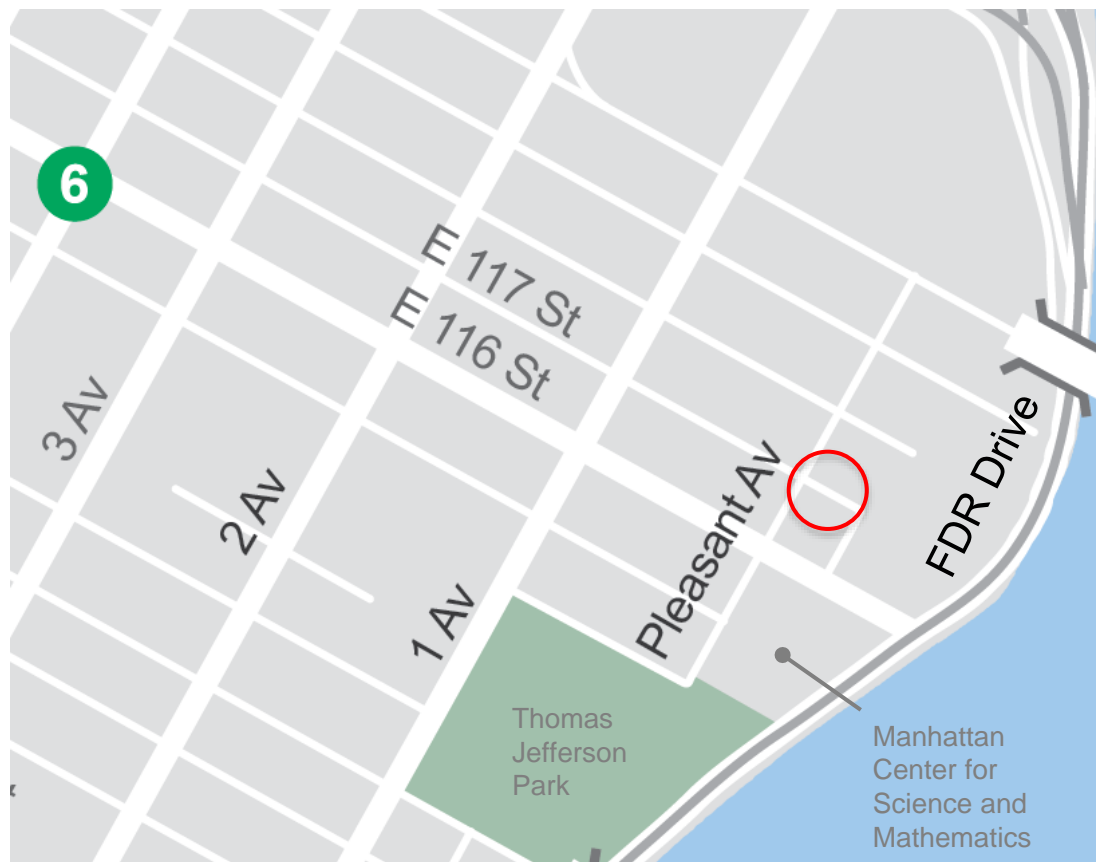 6
E 117 St
E 116 St
3 Av
2 Av
1 Av
Pleasant Av
FDR Drive
Thomas
Jefferson
Park
Manhattan
Center for
Science and
Mathematics